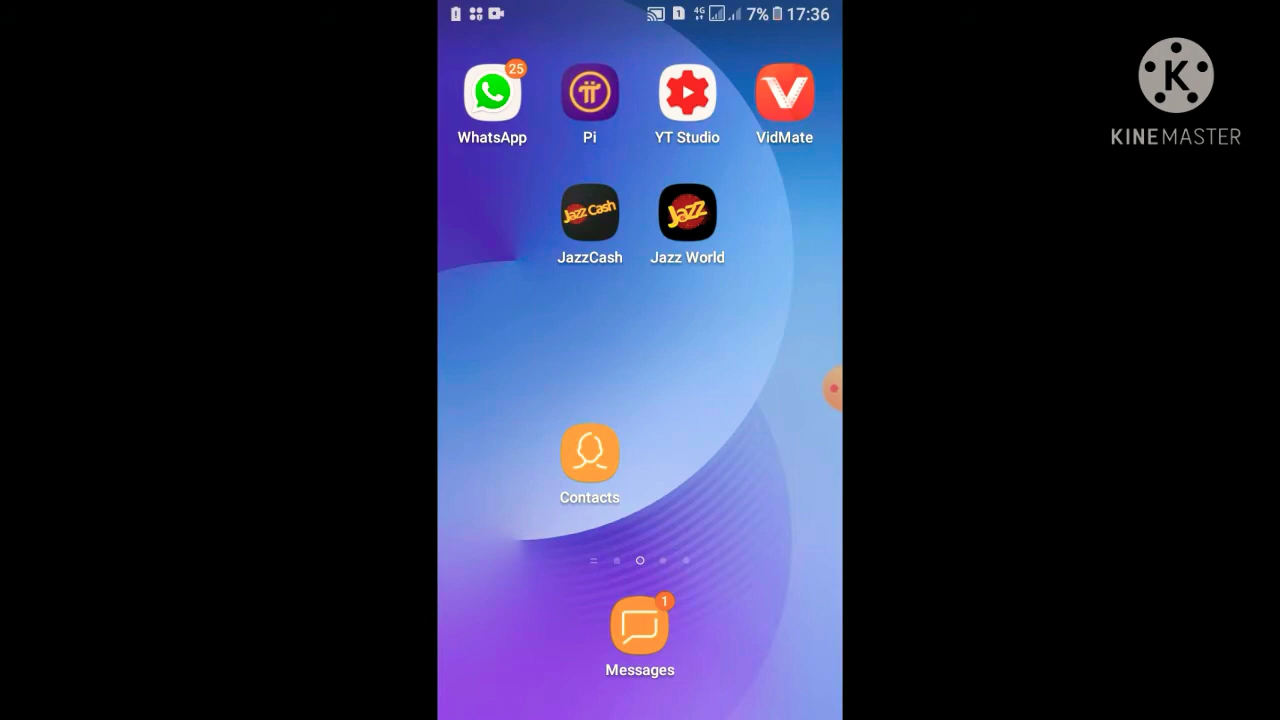 4G 7% 17:36
K
KINEMASTER
25
WhatsApp Pi YT Studio VidMate
Jazz Cash Jazz
JazzCash Jazz World
Contacts
1
Messages